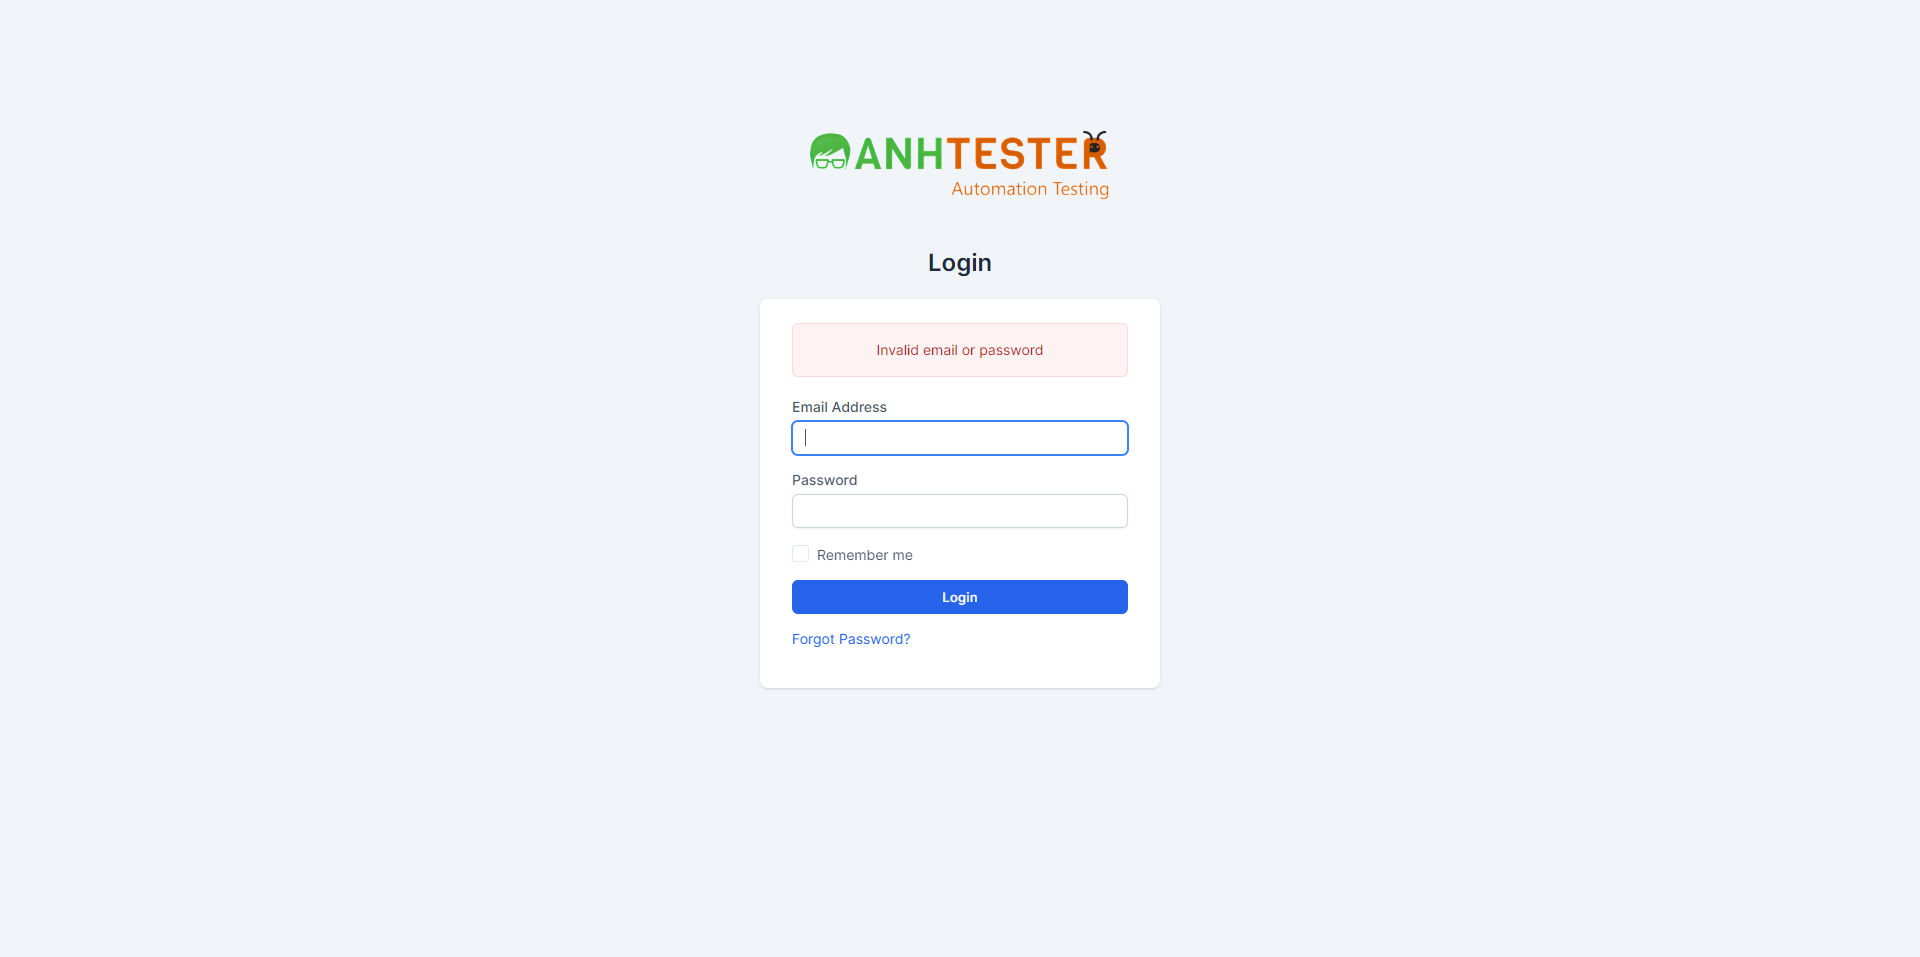 ANHTESTER
Automation Testing
Login
Invalid email or password
Email Address
Password
Remember me
Login
Forgot Password?